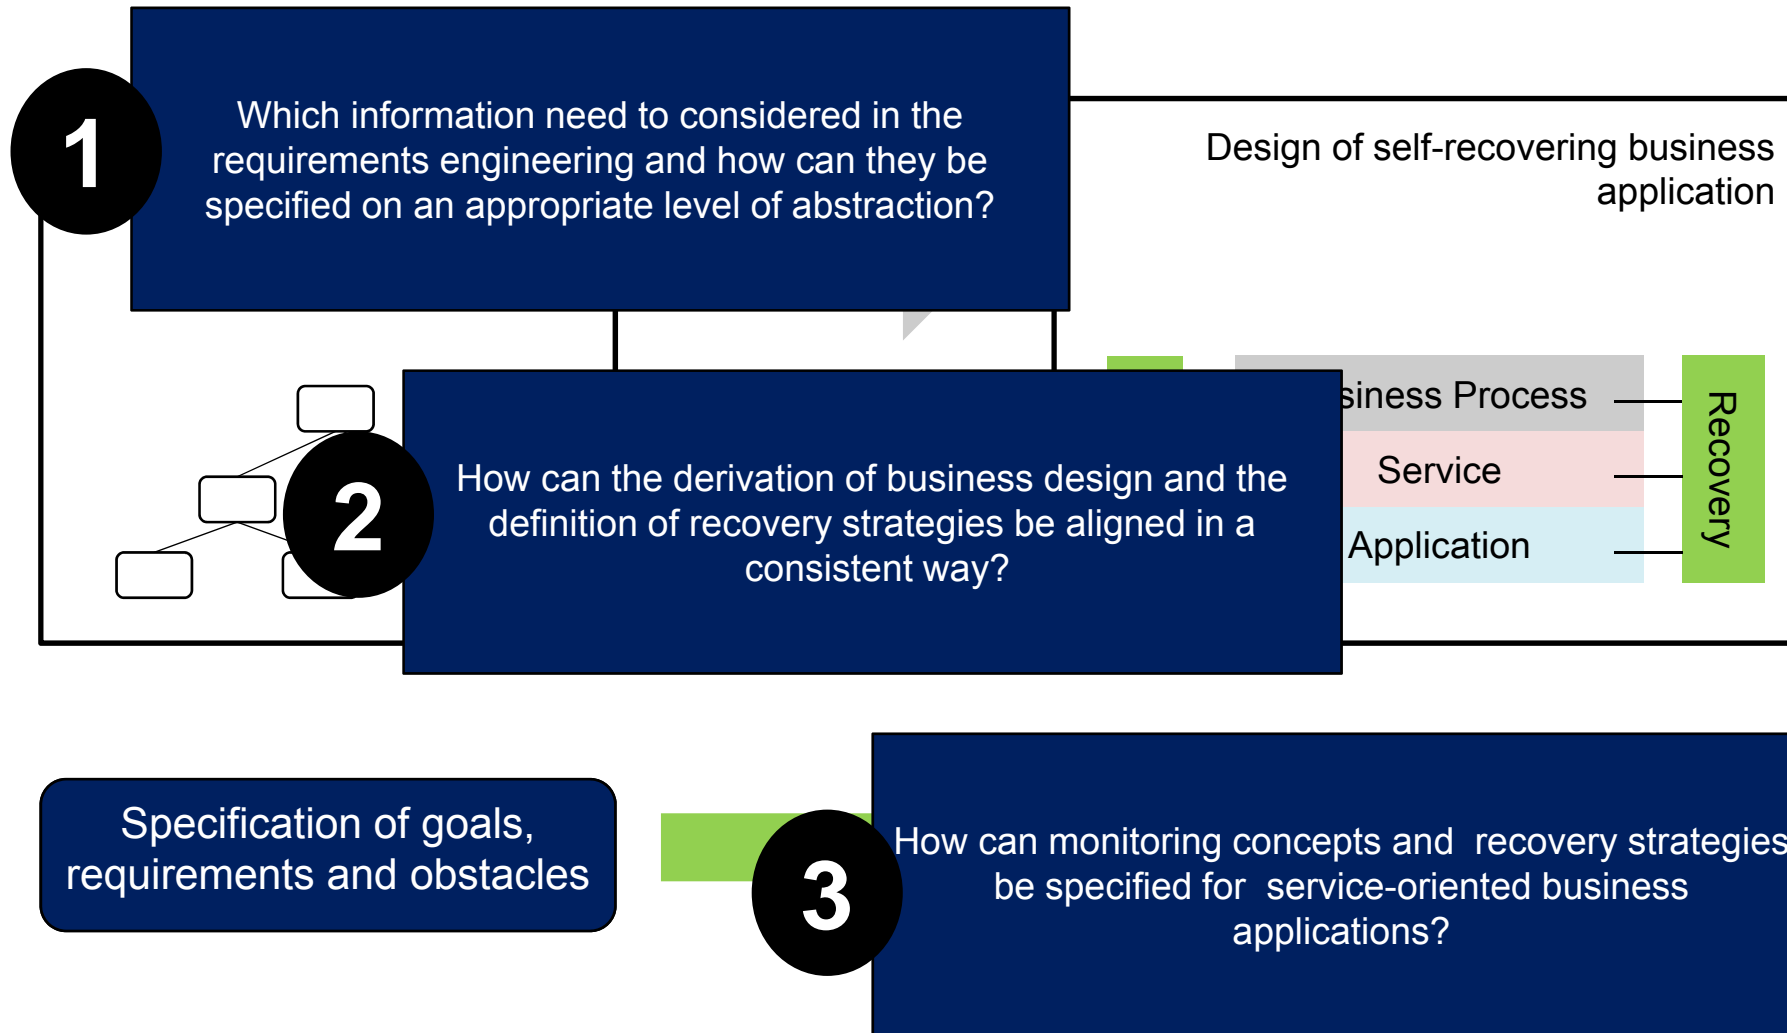 1
Which information need to considered in the
requirements engineering and how can they be
specified on an appropriate level of abstraction?
Design of self-recovering business
application
2
How can the derivation of business design and the
definition of recovery strategies be aligned in a
consistent way?
siness Process
Service
Application
Recovery
Specification of goals,
requirements and obstacles
3
How can monitoring concepts and recovery strategies
be specified for service-oriented business
applications?